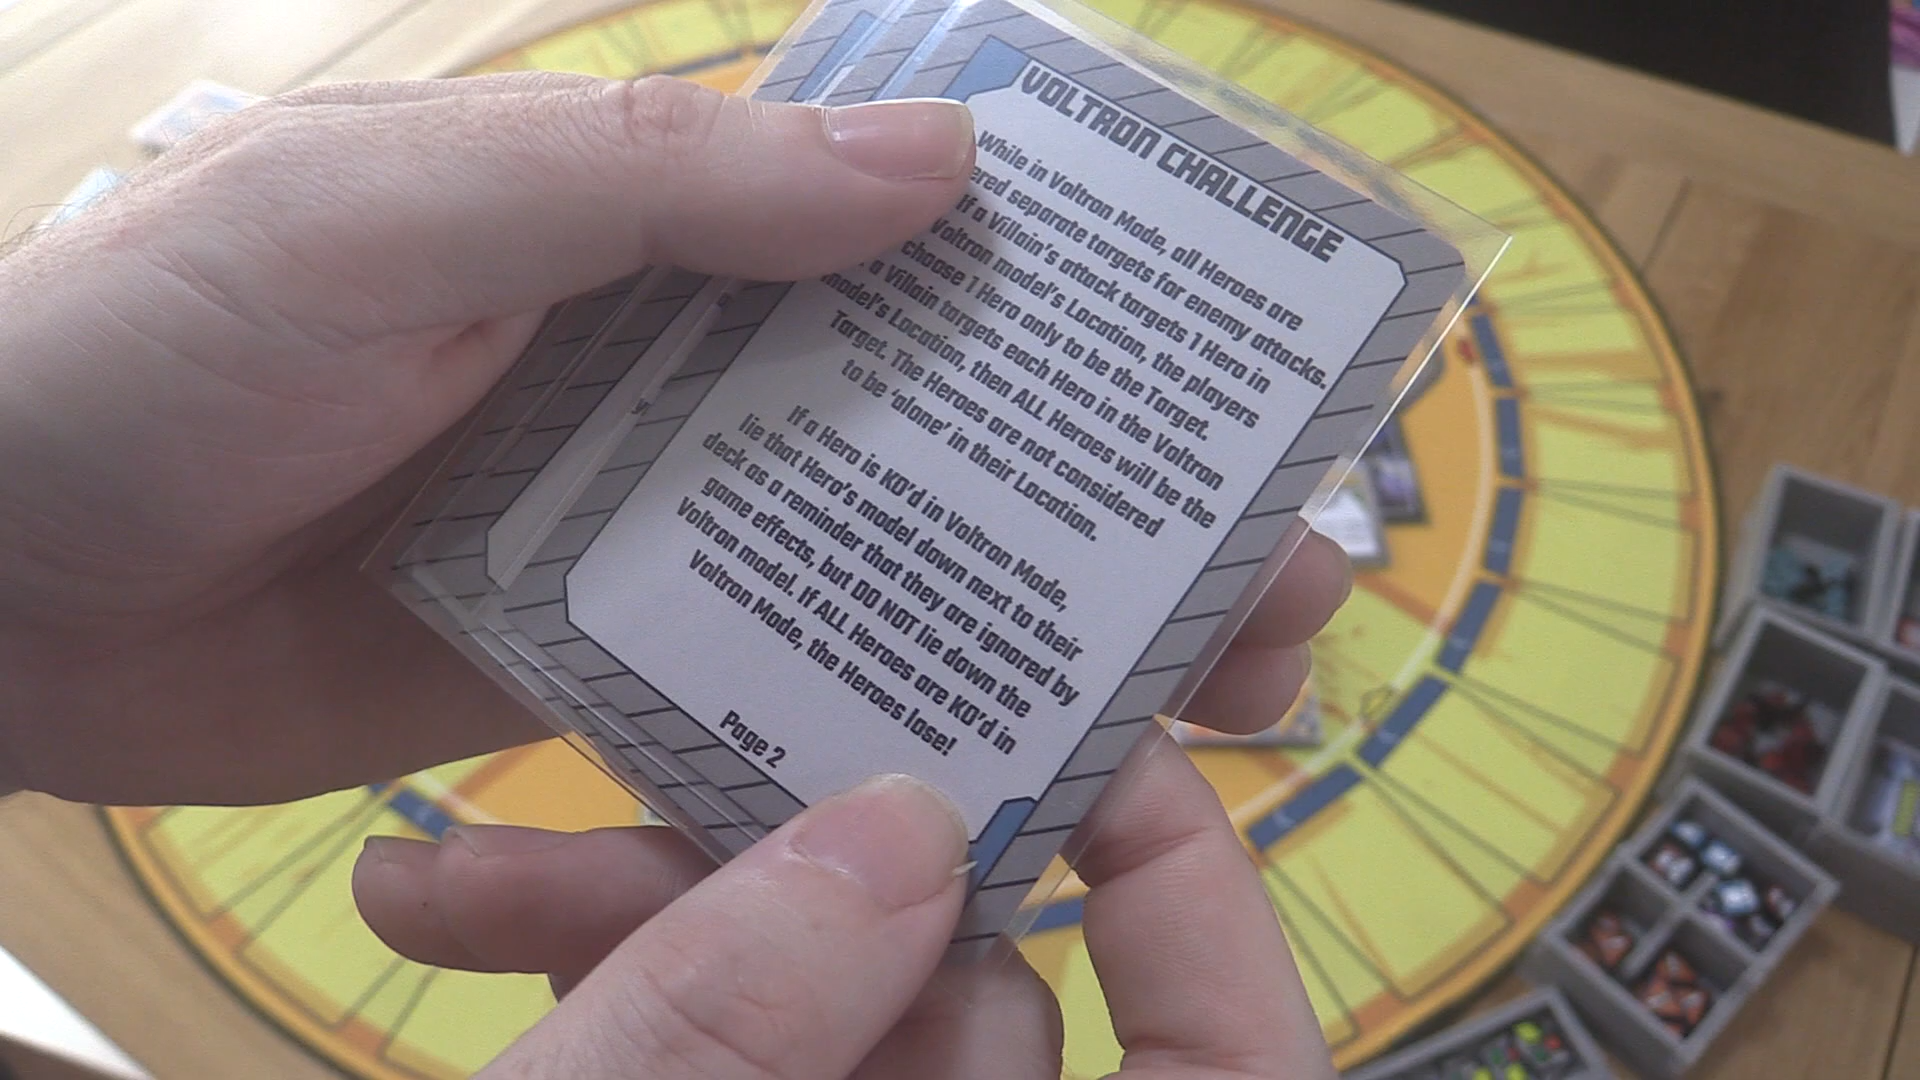 VOLTRON CHALLENGE
While in Voltron Mode, all Heroes are
ered separate targets for enemy attacks.
If a Villain's attack targets 1 Hero in
Voltron model's Location, the players
choose 1 Hero only to be the Target.
a Villain targets each Hero in the Voltron
model's Location, then ALL Heroes will be the
Target. The Heroes are not considered
to be 'alone' in their Location.
If a Hero is KO'd in Voltron Mode,
lie that Hero's model down next to their
deck as a reminder that they are ignored by
game effects, but DO NOT lie down the
Voltron model. If ALL Heroes are KO'd in
Voltron Mode, the Heroes lose!
Page 2